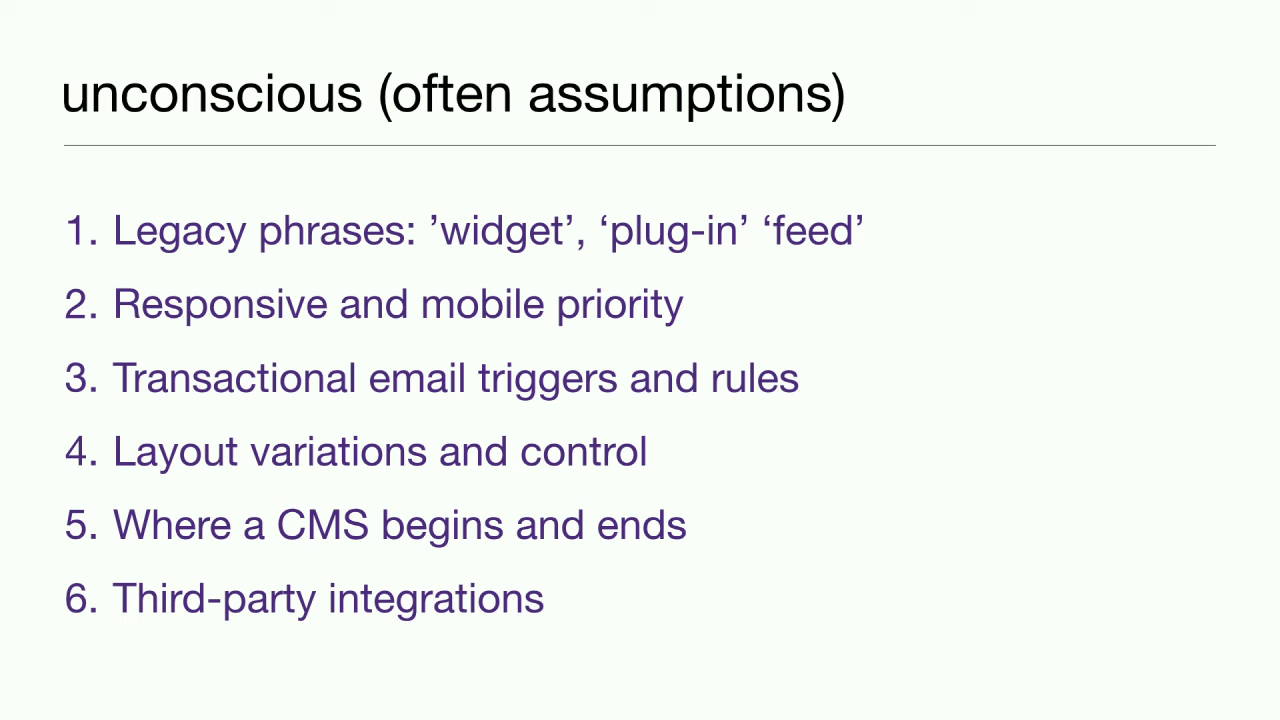 unconscious (often assumptions)
1. Legacy phrases: ’widget’, ‘plug-in’ ‘feed’
2. Responsive and mobile priority
3. Transactional email triggers and rules
4. Layout variations and control
5. Where a CMS begins and ends
6. Third-party integrations